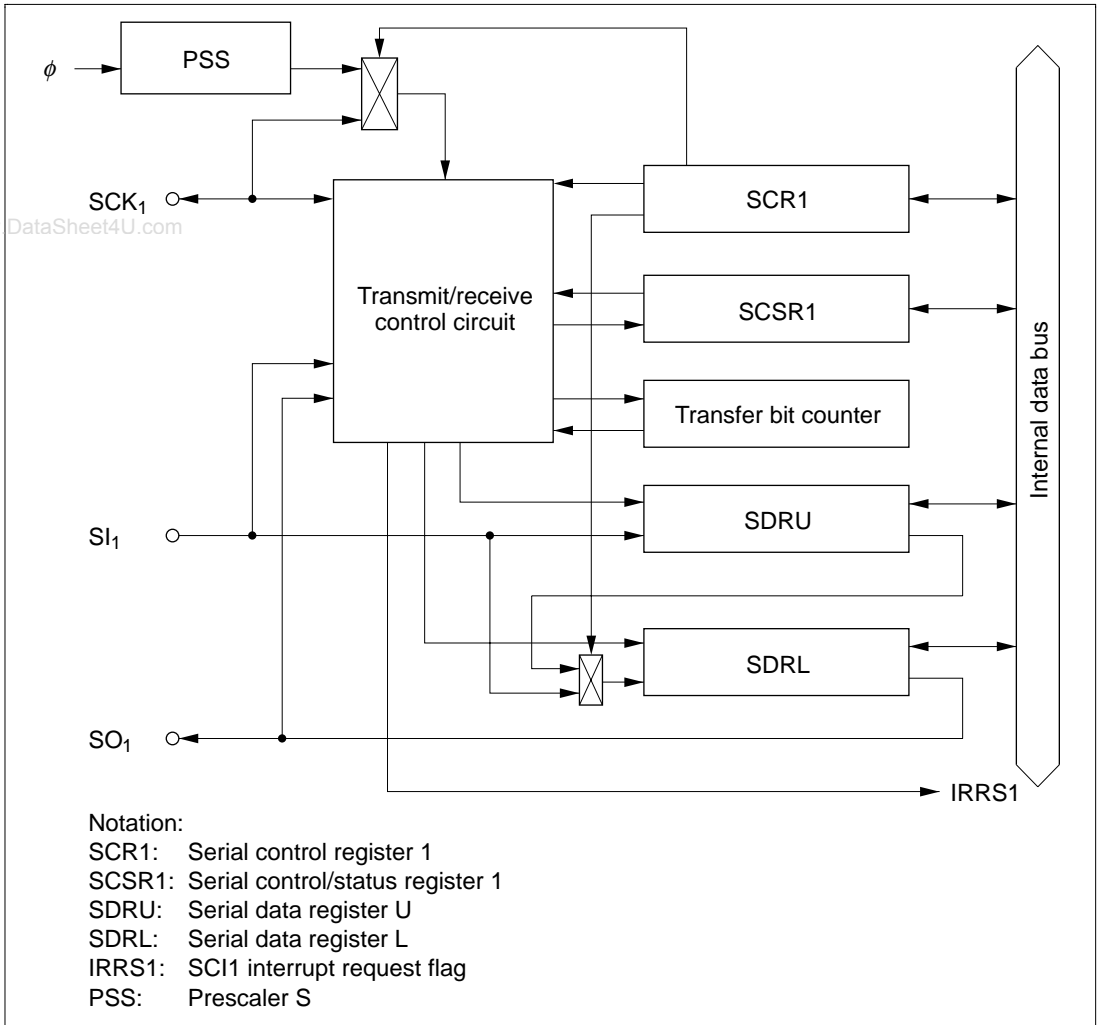 PSS
ϕ
SCK1
DataSheet4U.com
SCR1
Transmit/receive
control circuit
SCSR1
Transfer bit counter
Internal data bus
SI1
SDRU
SDRL
SO1
IRRS1
Notation:
SCR1: Serial control register 1
SCSR1: Serial control/status register 1
SDRU: Serial data register U
SDRL: Serial data register L
IRRS1: SCI1 interrupt request flag
PSS: Prescaler S